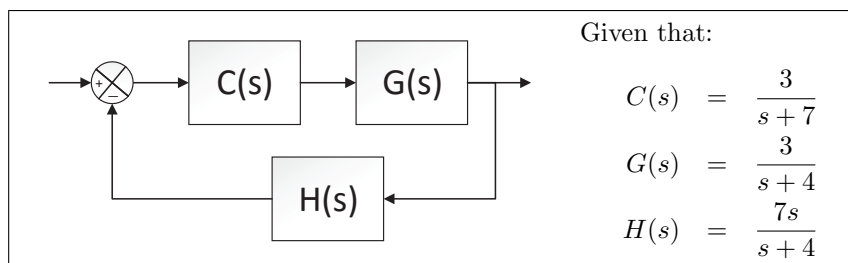 Given that:
+
−
C(s)
G(s)
H(s)
C(s) = 3/(s + 7)
G(s) = 3/(s + 4)
H(s) = 7s/(s + 4)